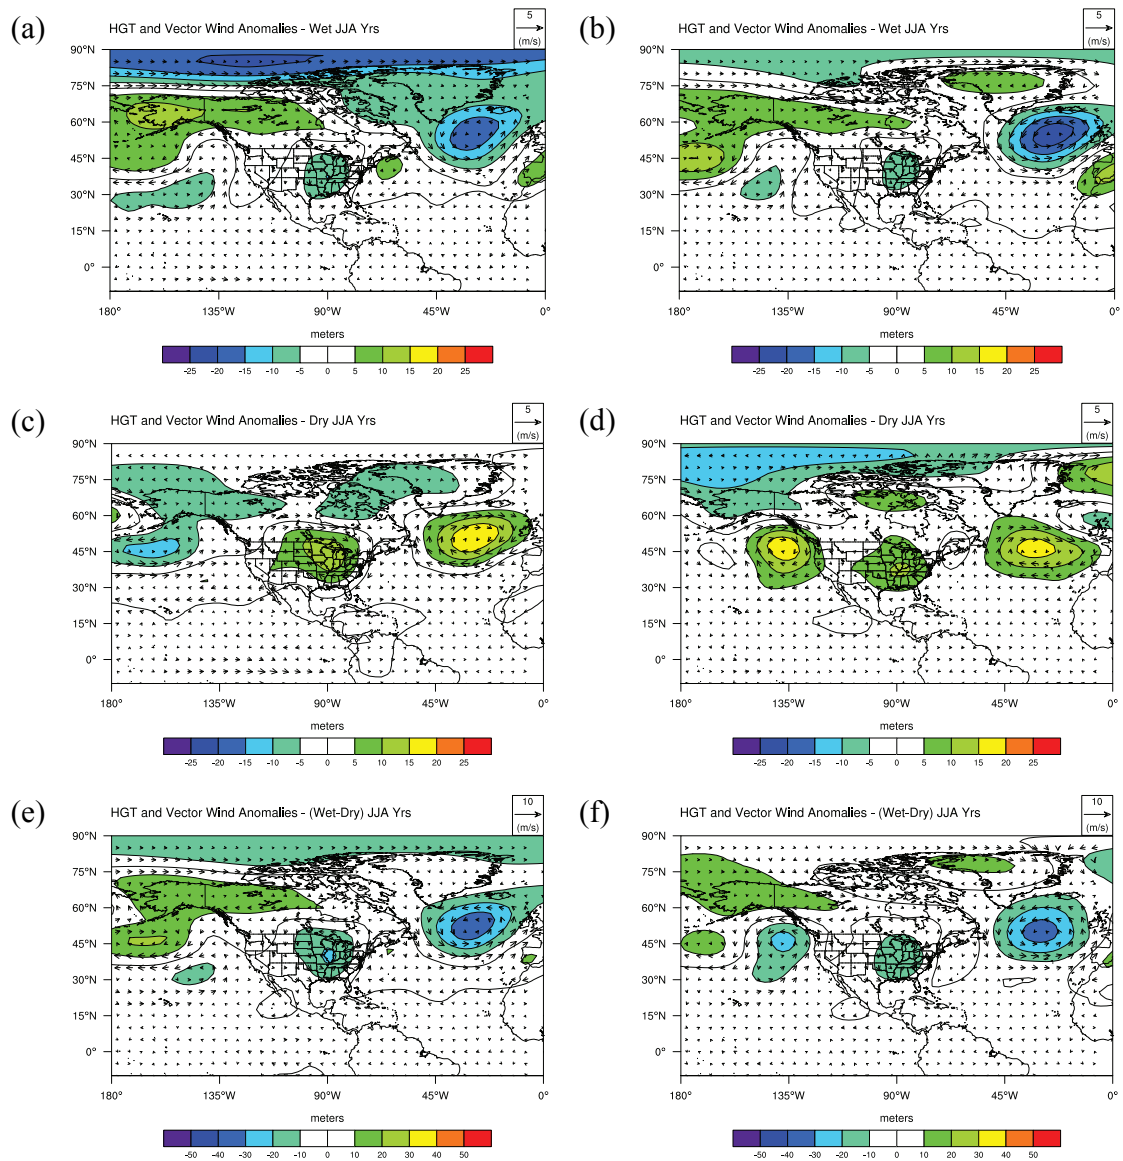 (a)
HGT and Vector Wind Anomalies - Wet JJA Yrs
5
(m/s)
90°N
75°N
60°N
45°N
30°N
15°N
0°
180°
135°W
90°W
45°W
0°
meters
-25 -20 -15 -10 -5 0 5 10 15 20 25
(b)
HGT and Vector Wind Anomalies - Wet JJA Yrs
5
(m/s)
90°N
75°N
60°N
45°N
30°N
15°N
0°
180°
135°W
90°W
45°W
0°
meters
-25 -20 -15 -10 -5 0 5 10 15 20 25
(c)
HGT and Vector Wind Anomalies - Dry JJA Yrs
5
(m/s)
90°N
75°N
60°N
45°N
30°N
15°N
0°
180°
135°W
90°W
45°W
0°
meters
-25 -20 -15 -10 -5 0 5 10 15 20 25
(d)
HGT and Vector Wind Anomalies - Dry JJA Yrs
5
(m/s)
90°N
75°N
60°N
45°N
30°N
15°N
0°
180°
135°W
90°W
45°W
0°
meters
-25 -20 -15 -10 -5 0 5 10 15 20 25
(e)
HGT and Vector Wind Anomalies - (Wet-Dry) JJA Yrs
10
(m/s)
90°N
75°N
60°N
45°N
30°N
15°N
0°
180°
135°W
90°W
45°W
0°
meters
-50 -40 -30 -20 -10 0 10 20 30 40 50
(f)
HGT and Vector Wind Anomalies - (Wet-Dry) JJA Yrs
10
(m/s)
90°N
75°N
60°N
45°N
30°N
15°N
0°
180°
135°W
90°W
45°W
0°
meters
-50 -40 -30 -20 -10 0 10 20 30 40 50